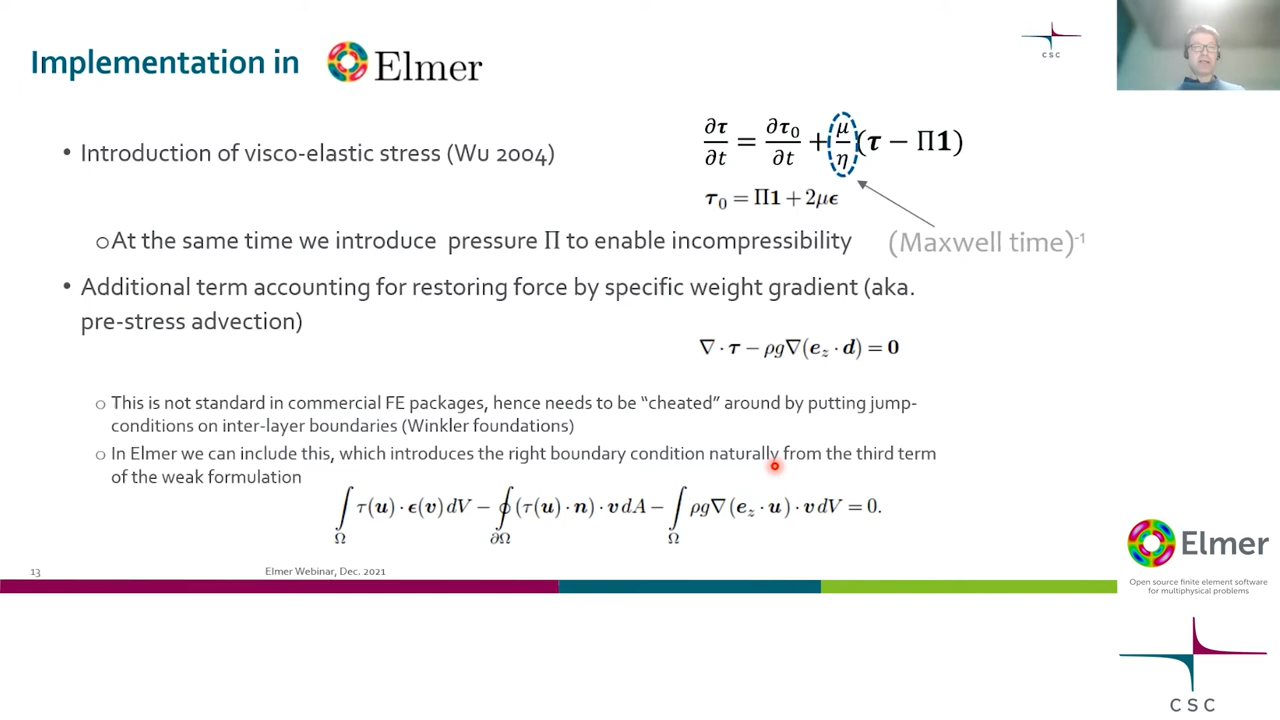 Implementation in Elmer
CSC
• Introduction of visco-elastic stress (Wu 2004)
∂τ/∂t = ∂τ₀/∂t + μ/η (τ − Π1)
τ₀ = Π1 + 2μϵ
oAt the same time we introduce pressure Π to enable incompressibility
(Maxwell time)⁻¹
• Additional term accounting for restoring force by specific weight gradient (aka.
pre-stress advection)
∇ · τ − ρg∇(e_z · d) = 0
o This is not standard in commercial FE packages, hence needs to be “cheated” around by putting jump-
conditions on inter-layer boundaries (Winkler foundations)
o In Elmer we can include this, which introduces the right boundary condition naturally from the third term
of the weak formulation
∫_Ω τ(u) · ϵ(v) dV − ∮_∂Ω (τ(u) · n) · v dA − ∫_Ω ρg∇(e_z · u) · v dV = 0.
13
Elmer Webinar, Dec. 2021
Elmer
Open source finite element software
for multiphysical problems
CSC